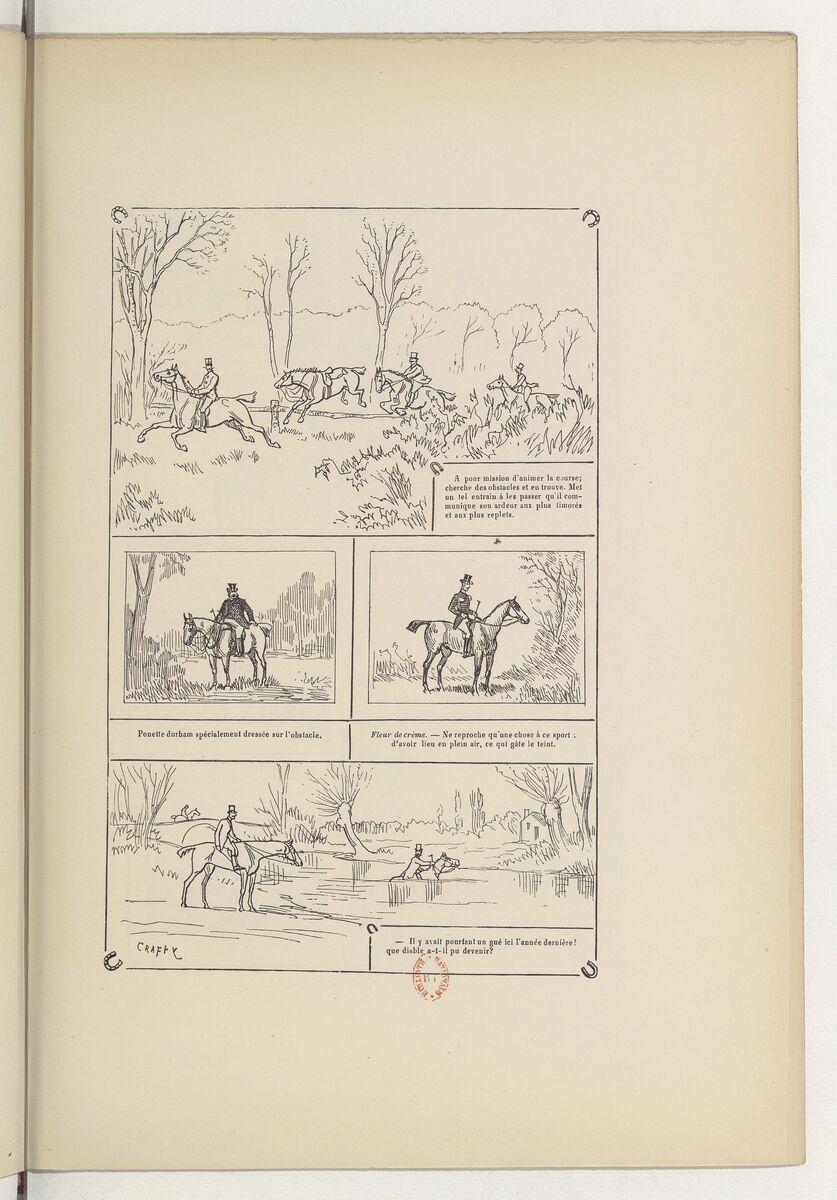 A pour mission d'animer la course;
cherche des obstacles et en trouve. Met
un tel entrain à les passer qu'il com-
munique son ardeur aux plus timorés
et aux plus replets.
Ponette durham spécialement dressée sur l'obstacle.
Fleur de crème. — Ne reproche qu'une chose à ce sport :
d'avoir lieu en plein air, ce qui gâte le teint.
CRAFTY
— Il y avait pourtant un gué ici l'année dernière!
que diable a-t-il pu devenir?